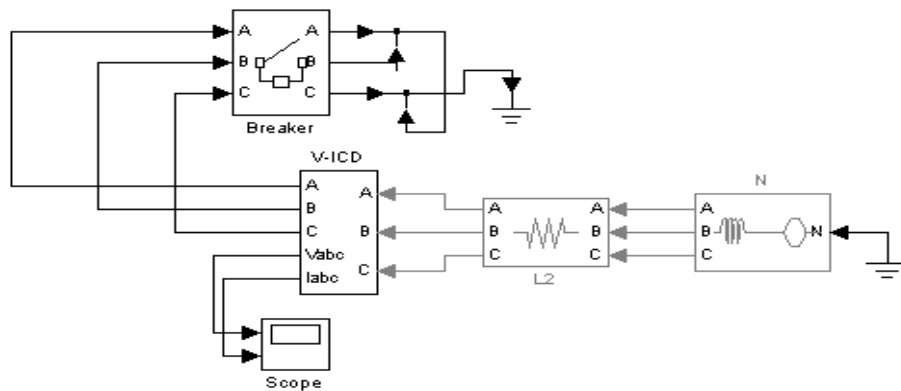 A A
B B
C C
Breaker
V-ICD
N
A A
B B
C C
Vabc
Iabc
A A
B B
C C
L2
A
B N
C
Scope